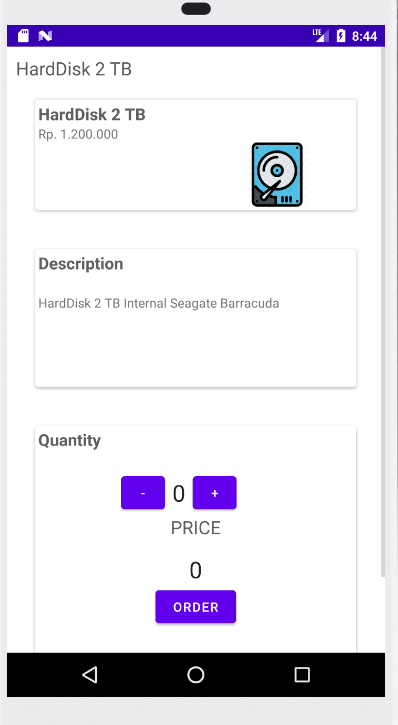 LTE 8:44
HardDisk 2 TB
HardDisk 2 TB
Rp. 1.200.000
Description
HardDisk 2 TB Internal Seagate Barracuda
Quantity
- 0 +
PRICE
0
ORDER